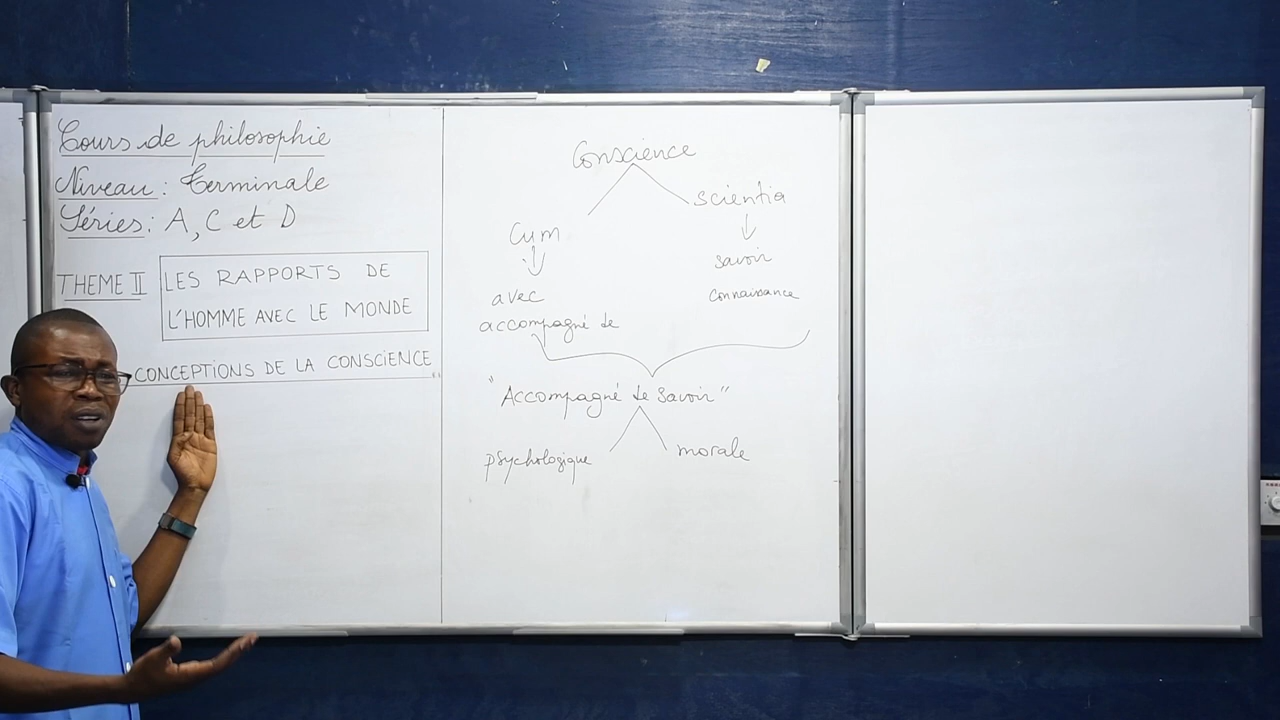 Cours de philosophie
Niveau : Terminale
Séries : A, C et D
THEME II LES RAPPORTS DE
L'HOMME AVEC LE MONDE
CONCEPTIONS DE LA CONSCIENCE
Conscience
Cum
scientia
avec
savoir
accompagné de
connaissance
"Accompagné de savoir"
psychologique
morale